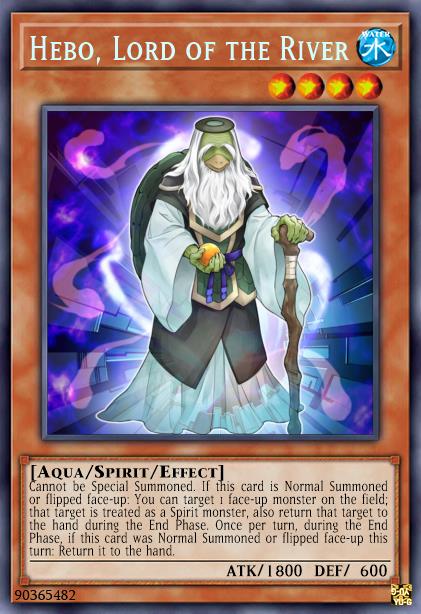 Hebo, Lord of the River
WATER
水
[Aqua/Spirit/Effect]
Cannot be Special Summoned. If this card is Normal Summoned
or flipped face-up: You can target 1 face-up monster on the field;
that target is treated as a Spirit monster, also return that target to
the hand during the End Phase. Once per turn, during the End
Phase, if this card was Normal Summoned or flipped face-up this
turn: Return it to the hand.
ATK/1800 DEF/ 600
90365482